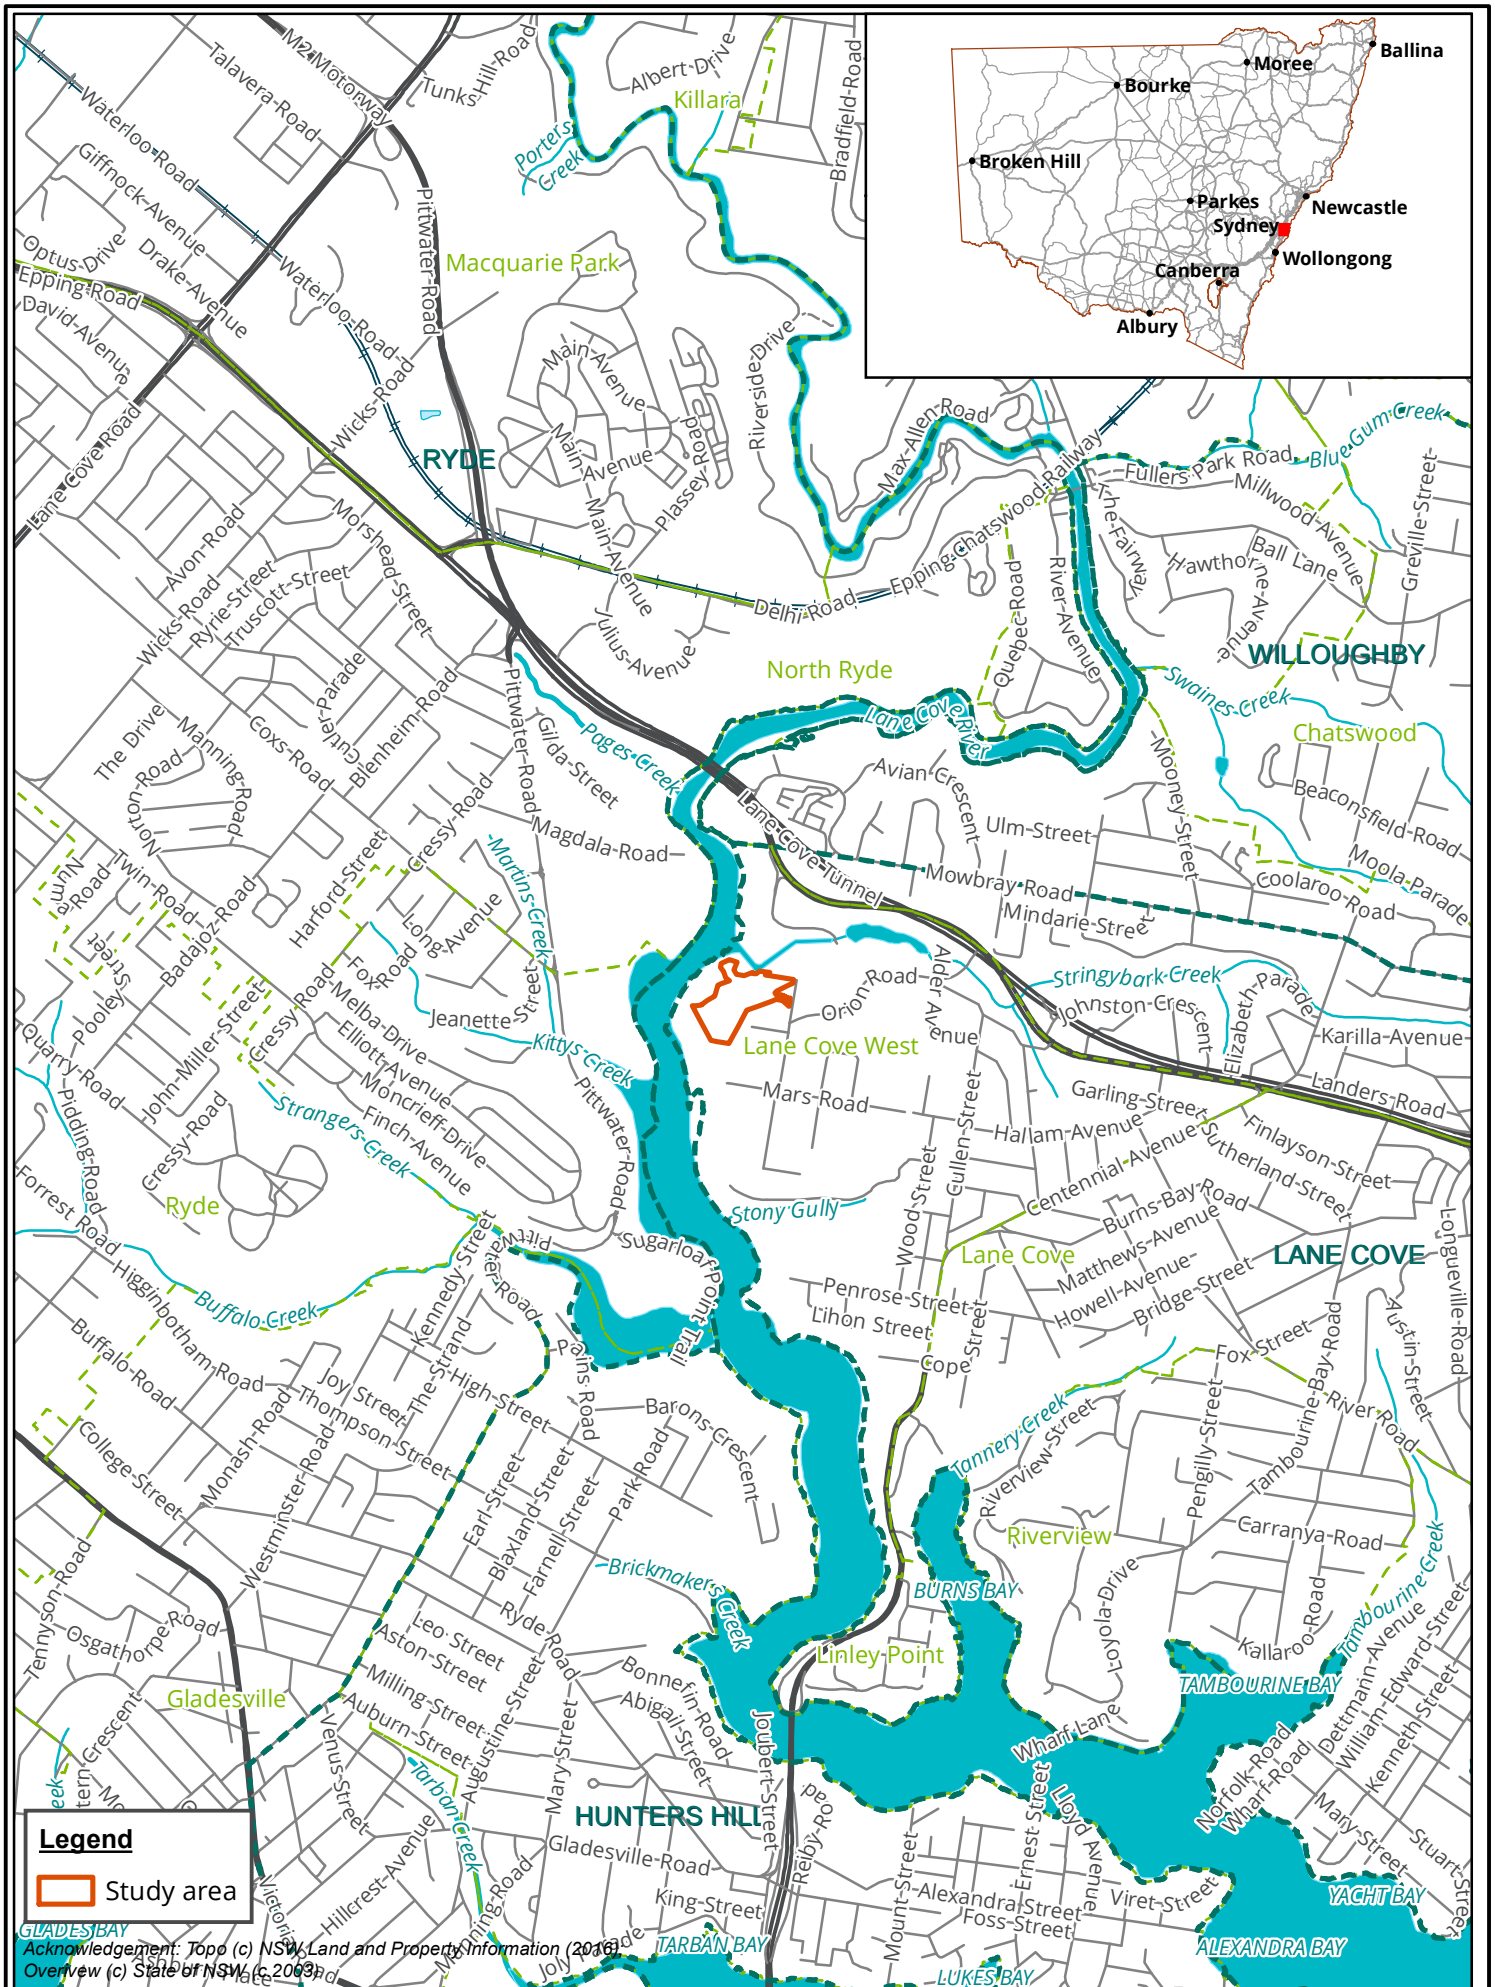 M2-Motorway
Tunks-Hill-Road
Talavera-Road
Albert-Drive
Killara
Bradfield-Road
Waterloo-Road
Porters
Creek
Giffnock-Avenue
Pittwater-Road
Optus-Drive
Drake-Avenue
Macquarie Park
Epping-Road
Waterloo-Road
David-Avenue
Ballina
Moree
Bourke
Broken Hill
Parkes
Newcastle
Sydney
Wollongong
Canberra
Albury
Main-Avenue
Riverside-Drive
Wicks-Road
Lane-Cove-Road
RYDE
Main-Avenue
Plassey-Road
Max-Allen-Road
Blue-Gum-Creek
Fullers-Park Road
Millwood-Avenue
Greville-Street
The-Fairway
Epping-Chatswood-Railway
Morshead-Street
Avon-Road
Main-Avenue
Hawthorne-Avenue
Ball Lane
Ryrie-Street
Truscott-Street
Wicks-Road
Delhi-Road
Julius-Avenue
Quebec-Road
River-Avenue
WILLOUGHBY
North Ryde
Swaines-Creek
Chatswood
Cutler-Parade
Blenheim-Road
Pittwater-Road
Gilda-Street
Pages-Creek
Lane Cove River
The Drive
Manning-Road
Norton-Road
Coxs-Road
Mooney-Street
Avian-Crescent
Beaconsfield-Road
Cressy-Road
Magdala-Road
Lane-Cove-Tunnel
Ulm-Street
Moola-Parade
Num a-Road
Twin-Road
Harford-Street
Martins-Creek
Mowbray-Road
Coolaroo-Road
Mindarie-Street
Badajoz-Road
Long-Avenue
Fox Road
Pooley Street
Alder Avenue
Stringybark-Creek
Orion-Road
Elizabeth-Parade
Johnston-Crescent
Melba-Drive
Jeanette-Street
Cressy Road
Elliott-Avenue
Kittys-Creek
Lane Cove West
Karilla-Avenue
Quarry-Road
John-Miller-Street
Moncrieff-Drive
Mars-Road
Garling-Street
Landers-Road
Pidding-Road
Strangers-Creek
Finch-Avenue
Pittwater-Road
Hallam-Avenue
Cullen-Street
Sutherland-Street
Finlayson-Street
Cressy-Road
Centennial-Avenue
Forrest Road
Ryde
Stony Gully
Wood-Street
Burns-Bay-Road
Longueville-Road
Pittwater-Road
Sugarloaf-Point Trail
Lane Cove
Matthews-Avenue
LANE COVE
Higginbotham-Road
Kennedy Street
Penrose-Street
Howell-Avenue
Bridge-Street
Buffalo-Creek
Lihon Street
Austin-Street
Buffalo-Road
Pains-Road
Cope-Street
Fox-Street
Joy-Street
The-Strand
High-Street
River-Road
Tambourine-Bay-Road
Thompson-Street
Barons-Crescent
Tannery-Creek
Pengilly-Street
College-Street
Monash-Road
Riverview-Street
Westminster-Road
Earl-Street
Park-Road
Blaxland-Street
Farnell-Street
Riverview
Carranya-Road
Tambourine-Creek
Tennyson-Road
Brickmakers-Creek
BURNS BAY
Loyola-Drive
Osgathorpe Road
Leo-Street
Ryde-Road
Aston-Street
Kallaroo-Road
Linley Point
Bonnefin-Road
TAMBOURINE BAY
Dettmann-Avenue
William-Edward-Street
Gladesville
Milling-Street
Abigail-Street
Kenneth-Street
Auburn-Street
Augustine-Street
Mary-Street
Joubert-Street
Wharf-Lane
Venus-Street
Norfolk-Road
Wharf-Road
tern-Crescent
eek
Tarban-Creek
HUNTERS HILL
Reiby-Road
Ernest-Street
Lloyd Avenue
Mary-Street
Stuart-Street
Legend
Study area
Gladesville-Road
Mount-Street
Hillcrest-Avenue
Manning-Road
King-Street
Alexandra-Street
Foss-Street
Viret-Street
YACHT BAY
Victoria-Road
GLADES BAY
Joly-Parade
TARBAN BAY
ALEXANDRA BAY
LUKES BAY
Ashburn-Place
Acknowledgement: Topo (c) NSW Land and Property Information (2016);
Overivew (c) State of NSW (c.2003)